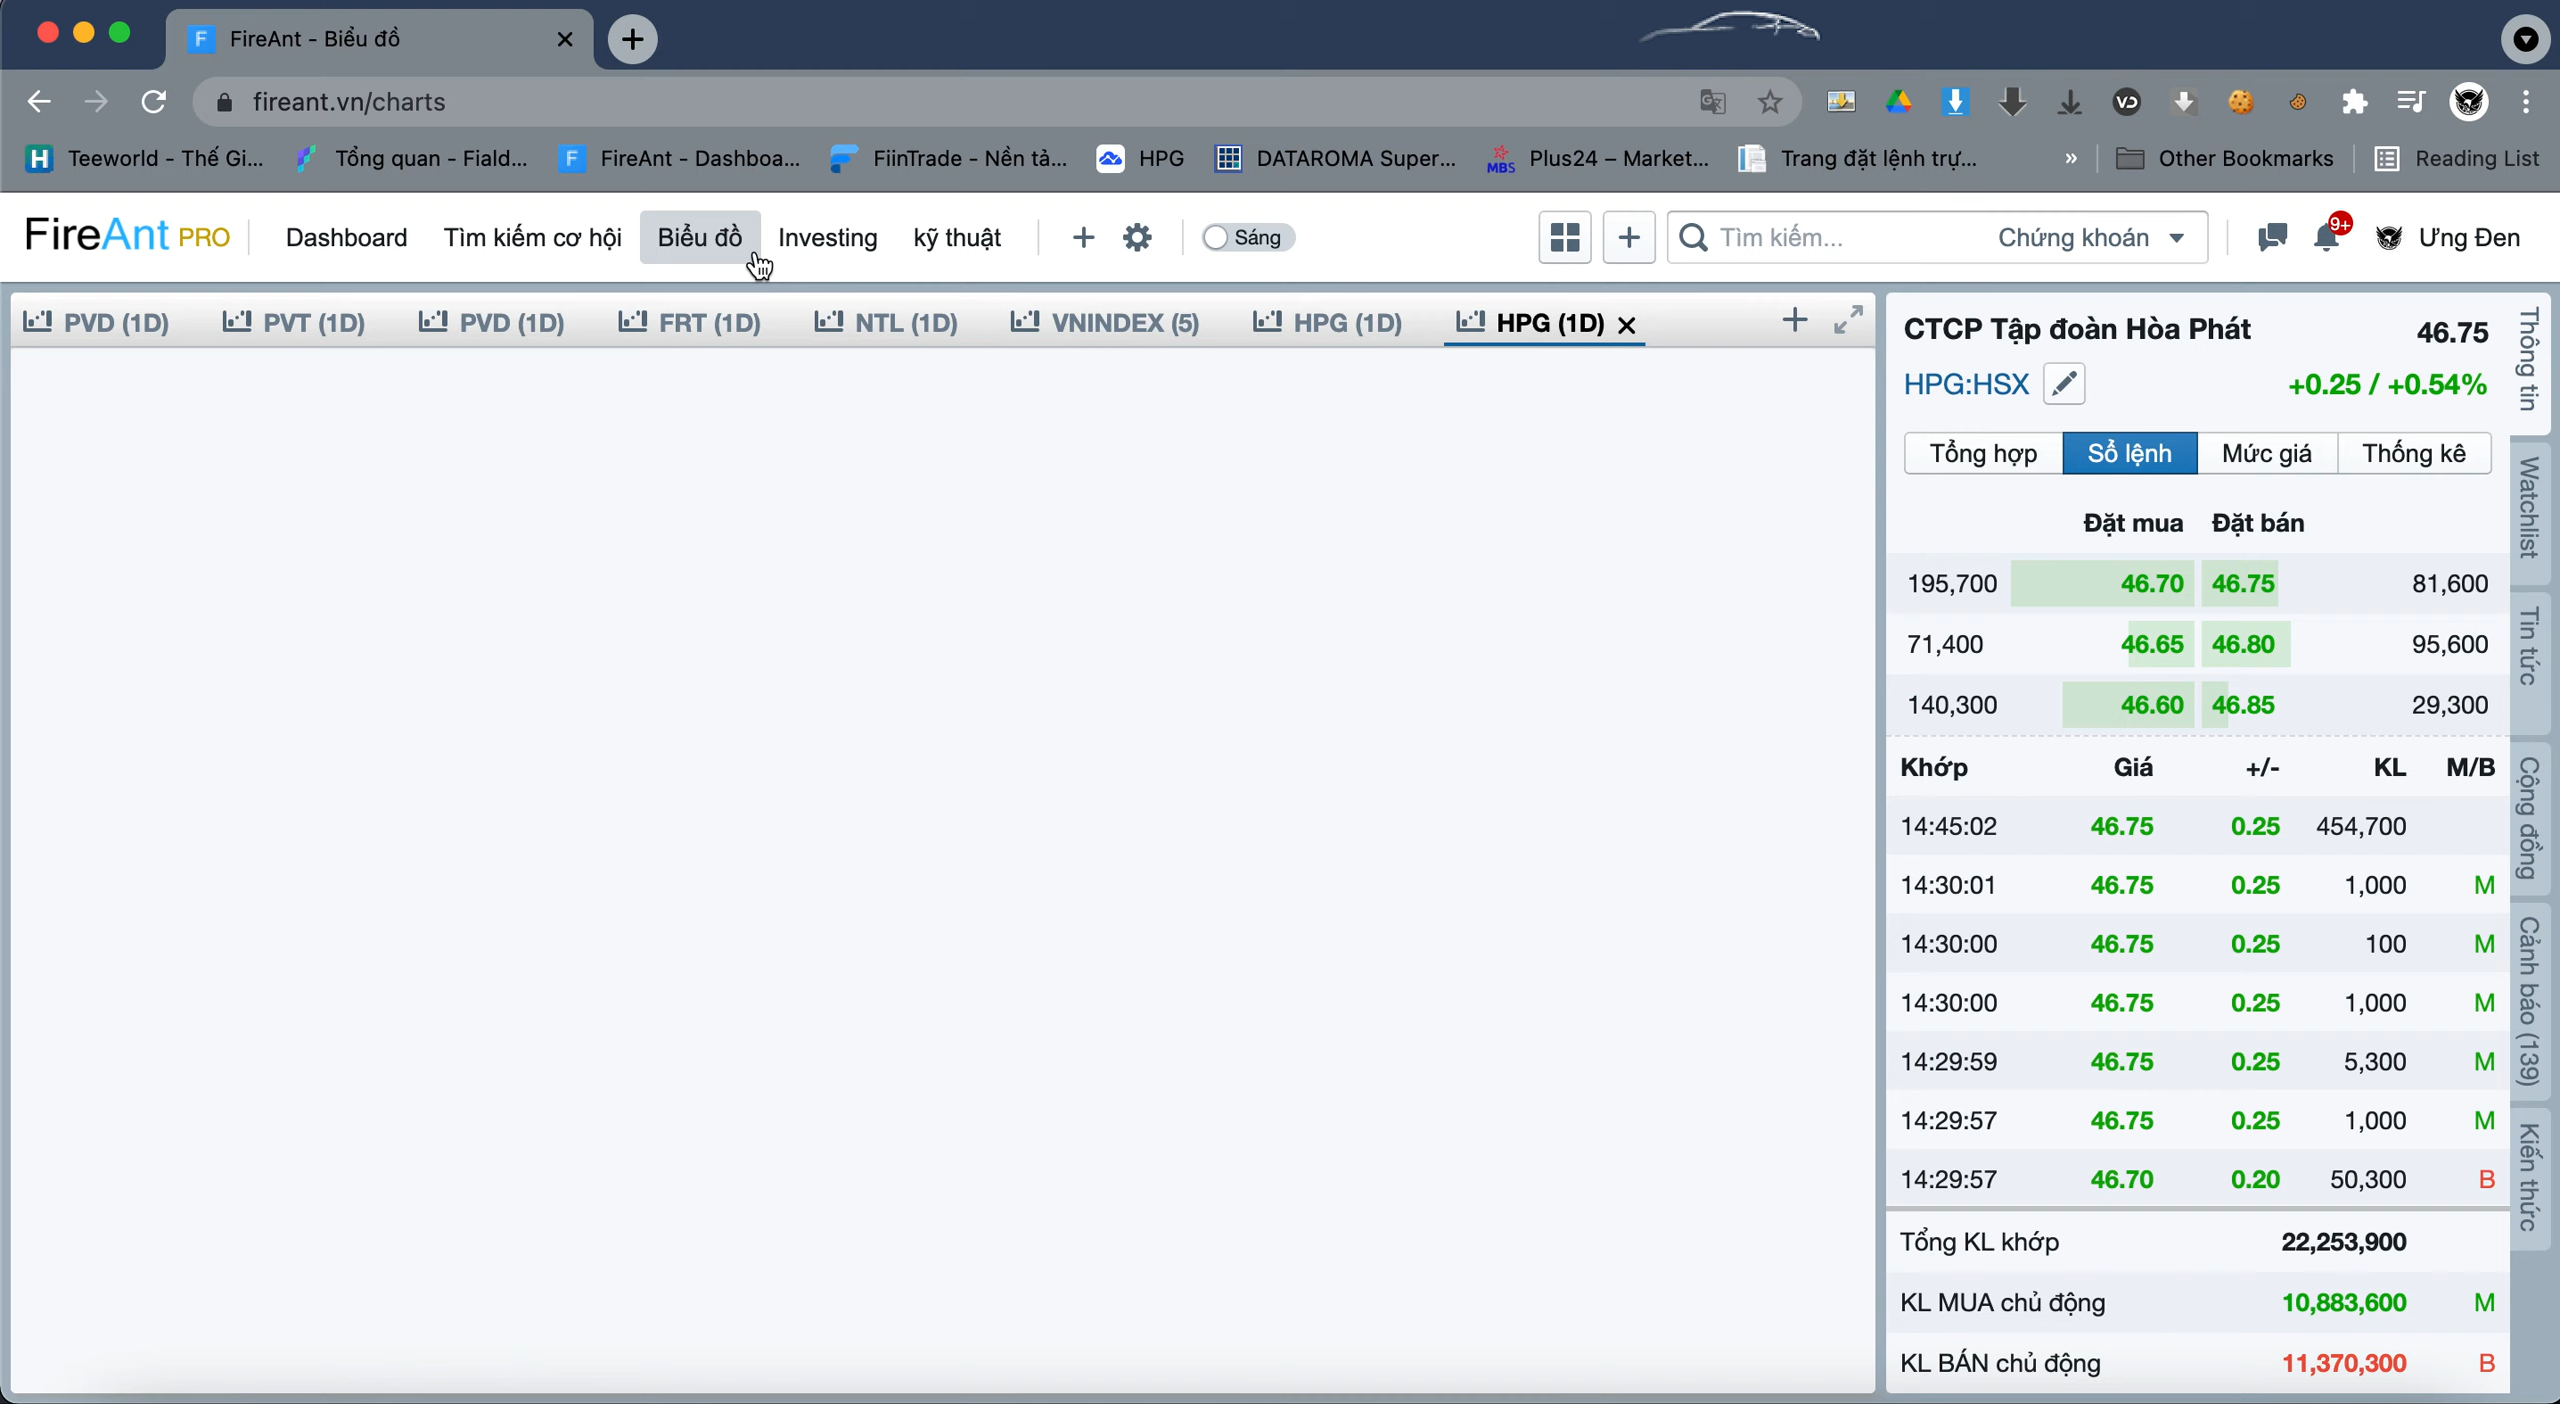 FireAnt - Biểu đồ
fireant.vn/charts
Teeworld - Thế Gi...
Tổng quan - Fiald...
FireAnt - Dashboa...
FiinTrade - Nền tả...
HPG
DATAROMA Super...
MBS Plus24 – Market...
Trang đặt lệnh trự...
»
Other Bookmarks
Reading List
FireAnt PRO
Dashboard
Tìm kiếm cơ hội
Biểu đồ
Investing
kỹ thuật
Sáng
Tìm kiếm...
Chứng khoán
9+
Ưng Đen
PVD (1D)
PVT (1D)
PVD (1D)
FRT (1D)
NTL (1D)
VNINDEX (5)
HPG (1D)
HPG (1D)
CTCP Tập đoàn Hòa Phát 46.75
HPG:HSX +0.25 / +0.54%
Tổng hợp Sổ lệnh Mức giá Thống kê
Đặt mua Đặt bán
195,700 46.70 46.75 81,600
71,400 46.65 46.80 95,600
140,300 46.60 46.85 29,300
Khớp Giá +/- KL M/B
14:45:02 46.75 0.25 454,700
14:30:01 46.75 0.25 1,000 M
14:30:00 46.75 0.25 100 M
14:30:00 46.75 0.25 1,000 M
14:29:59 46.75 0.25 5,300 M
14:29:57 46.75 0.25 1,000 M
14:29:57 46.70 0.20 50,300 B
Tổng KL khớp 22,253,900
KL MUA chủ động 10,883,600 M
KL BÁN chủ động 11,370,300 B
Thông tin
Watchlist
Tin tức
Cộng đồng
Cảnh báo (139)
Kiến thức